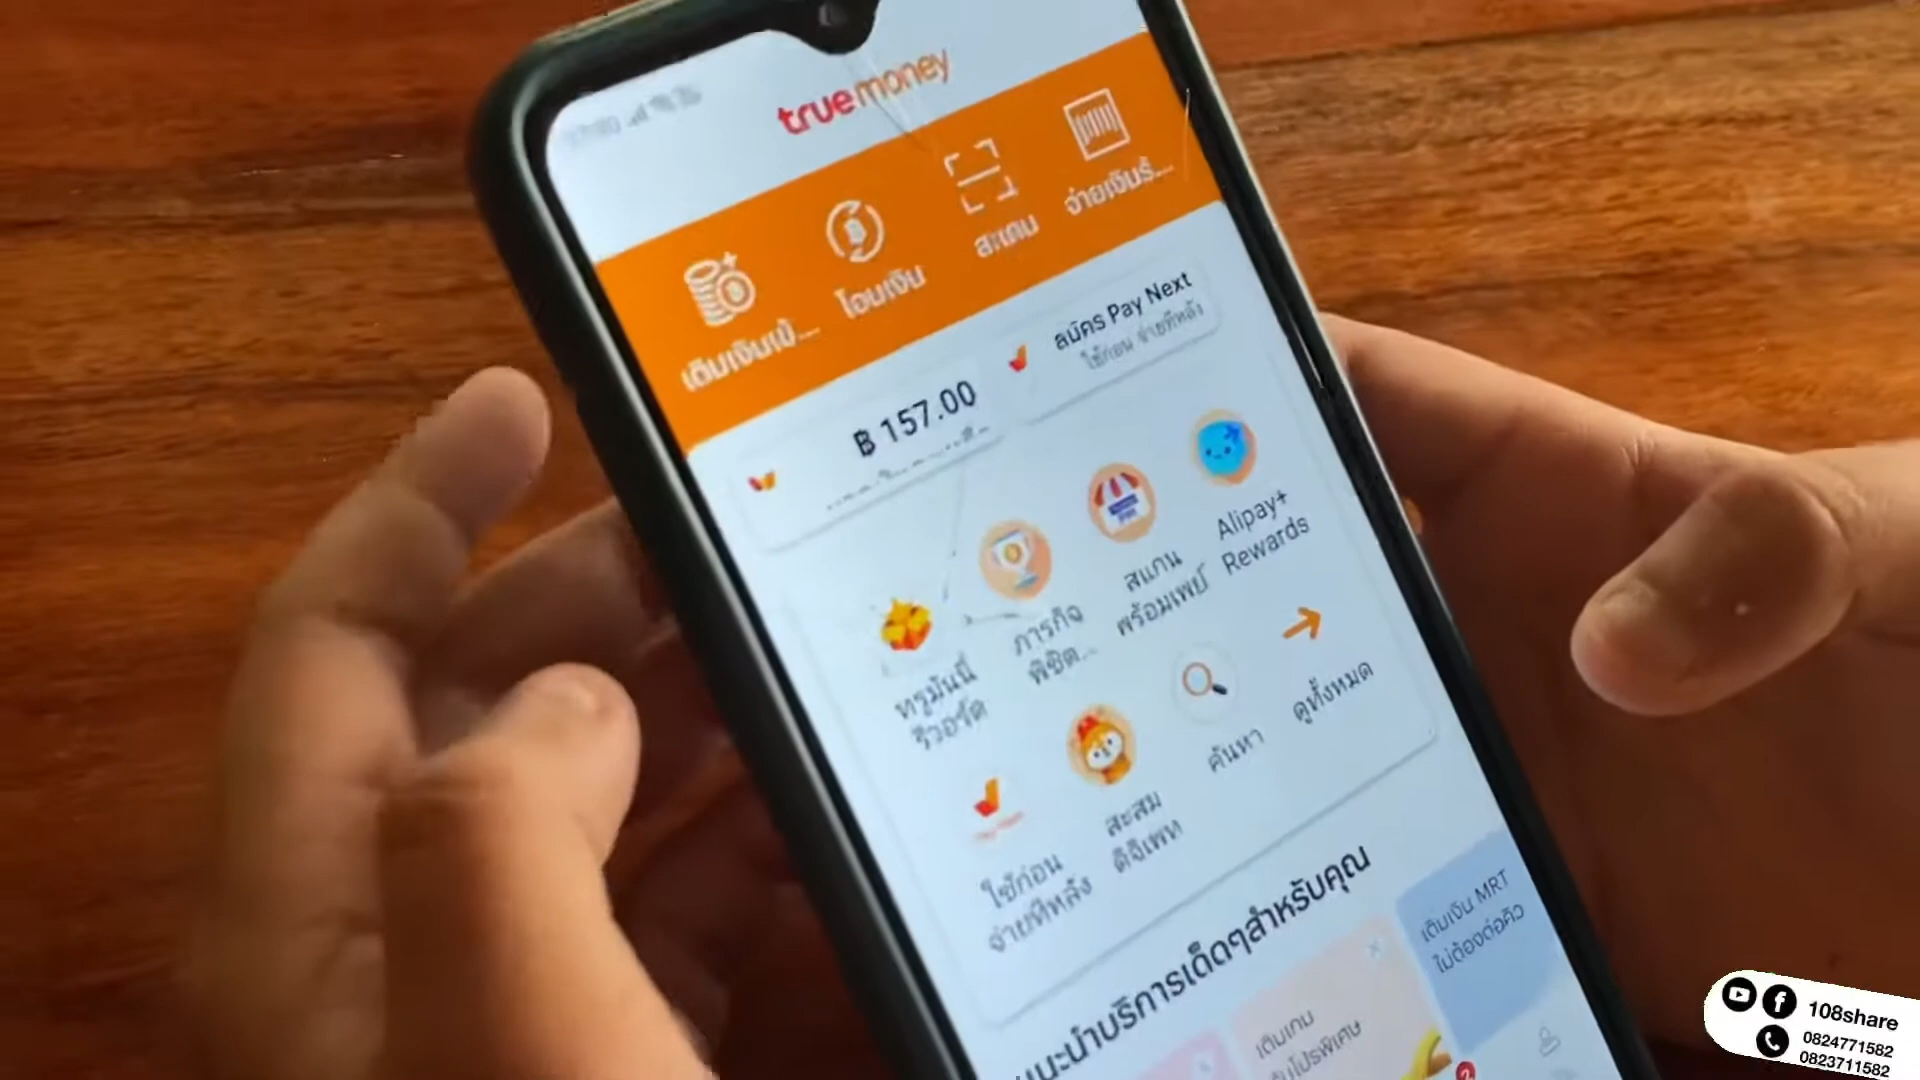 truemoney
เติมเงินเข้...
โอนเงิน
สแกน
จ่ายเงินร้...
฿ 157.00
สมัคร Pay Next
ใช้ก่อน จ่ายทีหลัง
ทรูมันนี่
รีวอร์ด
ภารกิจ
พิชิต...
สแกน
พร้อมเพย์
Alipay+
Rewards
ใช้ก่อน
จ่ายทีหลัง
สะสม
ดีจีเพท
ค้นหา
ดูทั้งหมด
แนะนำบริการเด็ดๆสำหรับคุณ
เติมเกม
เติมเงิน MRT
ไม่ต้องต่อคิว
2
108share
0824771582
0823711582